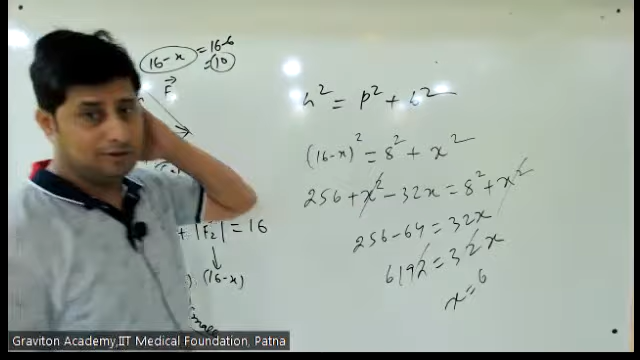 16-x = 16-6
= 10
F
+ |F₂| = 16
(16-x)
Small
h² = p² + b²
(16-x)² = 8² + x²
256 + x² - 32x = 8² + x²
256-64 = 32x
6192 = 32x
x = 6
Graviton Academy,IIT Medical Foundation, Patna